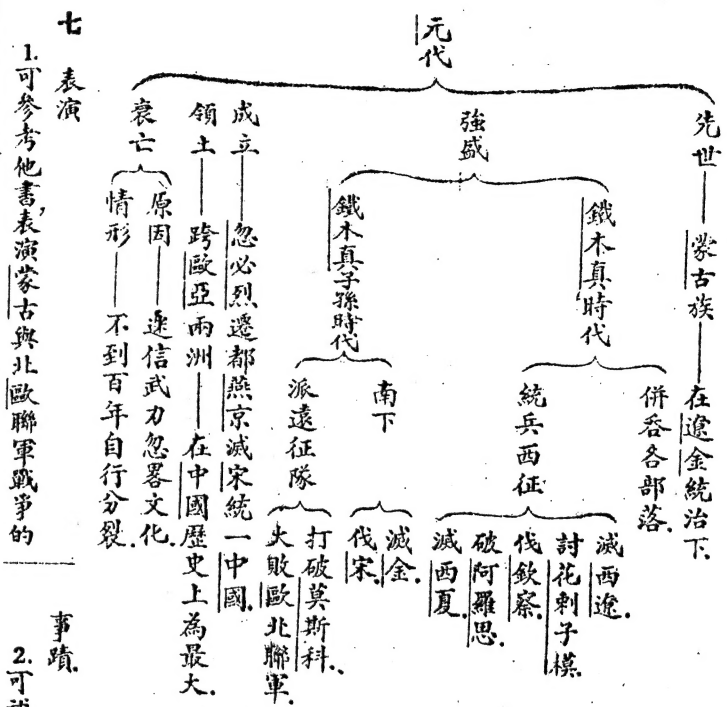 元代
先世——蒙古族——在遼金統治下.
強盛
鐵木真時代
併吞各部落.
統兵西征
滅西遼.
討花剌子模.
伐欽察.
破阿羅思.
滅西夏.
鐵木真子孫時代
南下
滅金.
伐宋.
派遠征隊
打破莫斯科.
大敗歐北聯軍.
成立——忽必烈遷都燕京滅宋統一中國.
領土——跨歐亞兩洲——在中國歷史上為最大.
衰亡
原因——迷信武力忽畧文化.
情形——不到百年自行分裂.
七 表演
1.可參考他書,表演蒙古與北歐聯軍戰爭的
事蹟.
2.可